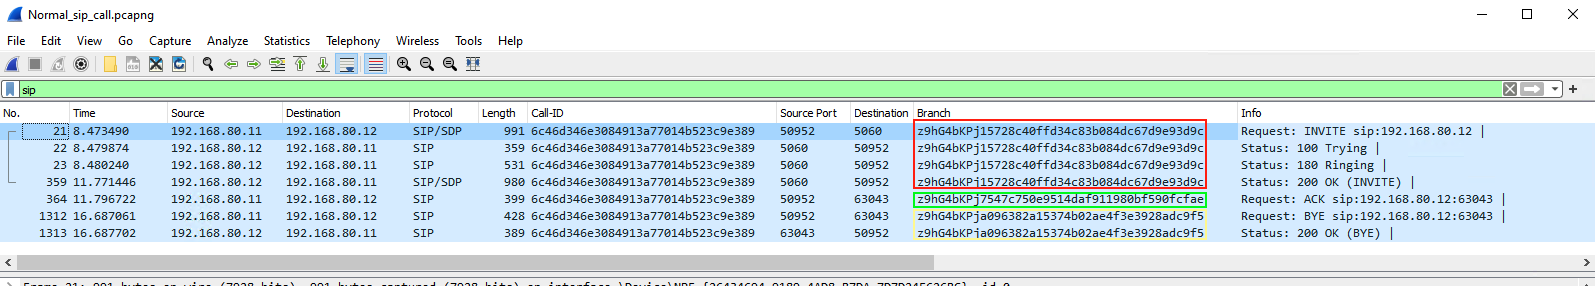 Normal_sip_call.pcapng
File Edit View Go Capture Analyze Statistics Telephony Wireless Tools Help
sip
No. Time Source Destination Protocol Length Call-ID Source Port Destination Branch Info
21 8.473490 192.168.80.11 192.168.80.12 SIP/SDP 991 6c46d346e3084913a77014b523c9e389 50952 5060 z9hG4bKPj15728c40ffd34c83b084dc67d9e93d9c Request: INVITE sip:192.168.80.12 |
22 8.479874 192.168.80.12 192.168.80.11 SIP 359 6c46d346e3084913a77014b523c9e389 5060 50952 z9hG4bKPj15728c40ffd34c83b084dc67d9e93d9c Status: 100 Trying |
23 8.480240 192.168.80.12 192.168.80.11 SIP 531 6c46d346e3084913a77014b523c9e389 5060 50952 z9hG4bKPj15728c40ffd34c83b084dc67d9e93d9c Status: 180 Ringing |
359 11.771446 192.168.80.12 192.168.80.11 SIP/SDP 980 6c46d346e3084913a77014b523c9e389 5060 50952 z9hG4bKPj15728c40ffd34c83b084dc67d9e93d9c Status: 200 OK (INVITE) |
364 11.796722 192.168.80.11 192.168.80.12 SIP 399 6c46d346e3084913a77014b523c9e389 50952 63043 z9hG4bKPj7547c750e9514daf911980bf590fcfae Request: ACK sip:192.168.80.12:63043 |
1312 16.687061 192.168.80.11 192.168.80.12 SIP 428 6c46d346e3084913a77014b523c9e389 50952 63043 z9hG4bKPja096382a15374b02ae4f3e3928adc9f5 Request: BYE sip:192.168.80.12:63043 |
1313 16.687702 192.168.80.12 192.168.80.11 SIP 389 6c46d346e3084913a77014b523c9e389 63043 50952 z9hG4bKPja096382a15374b02ae4f3e3928adc9f5 Status: 200 OK (BYE) |